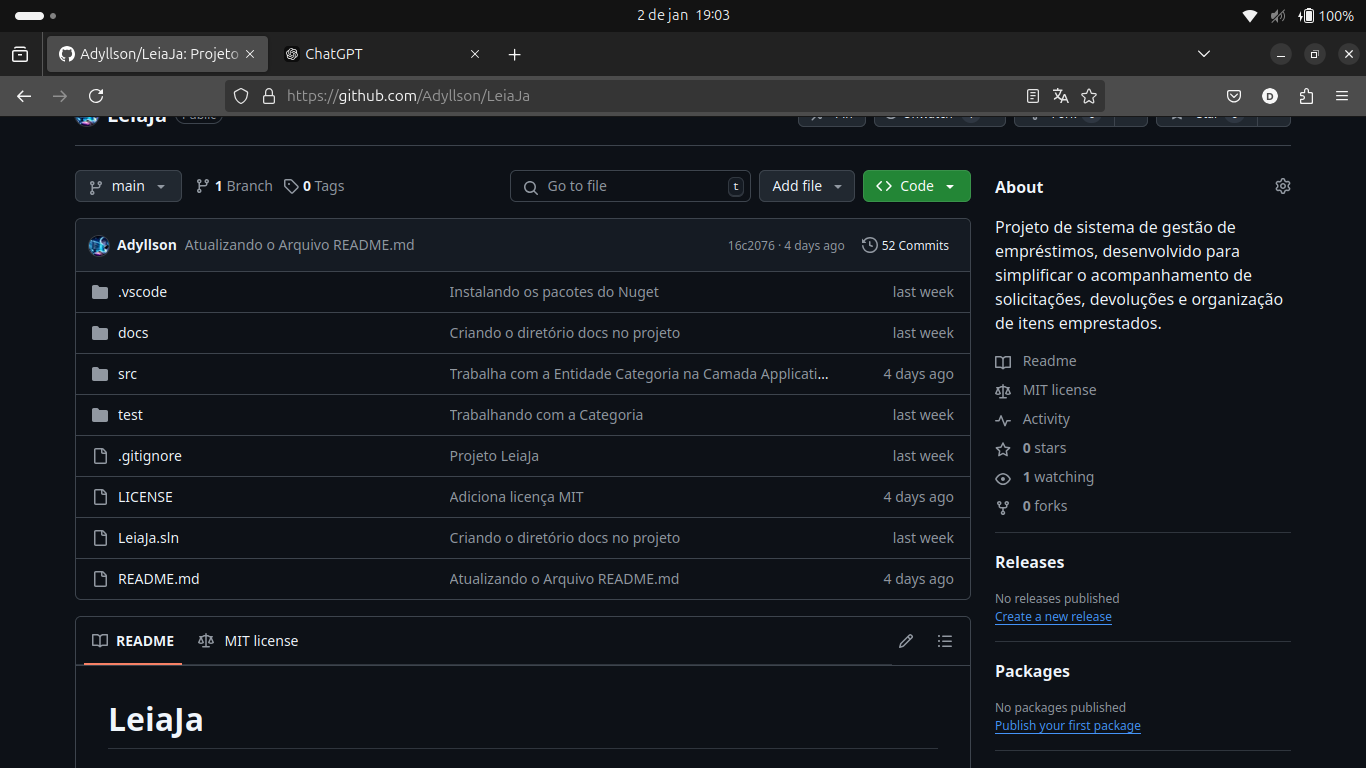 2 de jan 19:03
100%
Adyllson/LeiaJa: Projeto
ChatGPT
https://github.com/Adyllson/LeiaJa
D
LeiaJa Public
main
1 Branch
0 Tags
Go to file
t
Add file
Code
Adyllson Atualizando o Arquivo README.md
16c2076 · 4 days ago
52 Commits
.vscode Instalando os pacotes do Nuget last week
docs Criando o diretório docs no projeto last week
src Trabalha com a Entidade Categoria na Camada Applicati... 4 days ago
test Trabalhando com a Categoria last week
.gitignore Projeto LeiaJa last week
LICENSE Adiciona licença MIT 4 days ago
LeiaJa.sln Criando o diretório docs no projeto last week
README.md Atualizando o Arquivo README.md 4 days ago
README
MIT license
LeiaJa
About
Projeto de sistema de gestão de
empréstimos, desenvolvido para
simplificar o acompanhamento de
solicitações, devoluções e organização
de itens emprestados.
Readme
MIT license
Activity
0 stars
1 watching
0 forks
Releases
No releases published
Create a new release
Packages
No packages published
Publish your first package